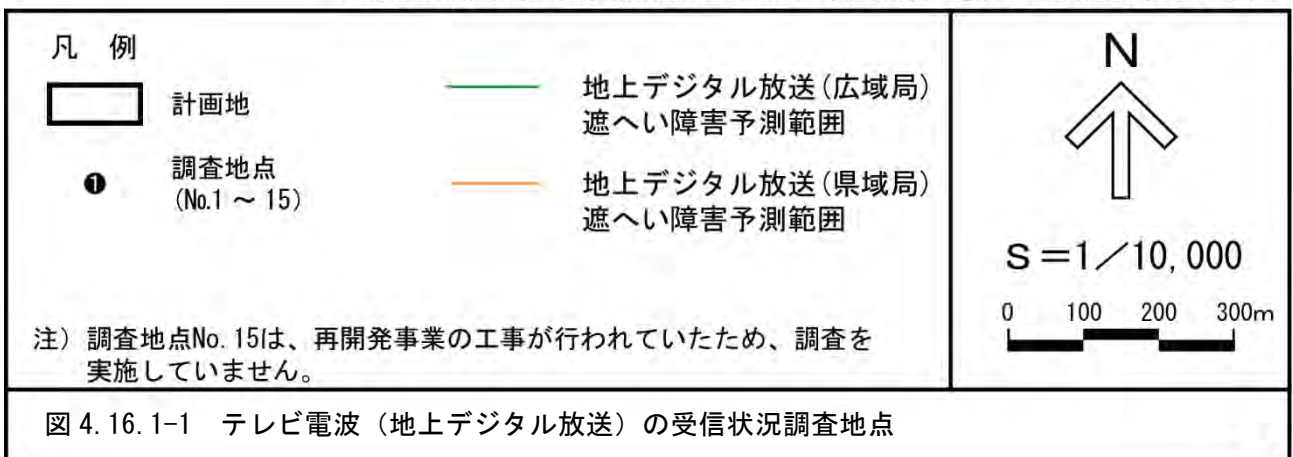 凡 例
計画地
❶
調査地点
(No.1 ～ 15)
地上デジタル放送(広域局)
遮へい障害予測範囲
地上デジタル放送(県域局)
遮へい障害予測範囲
注) 調査地点No.15は、再開発事業の工事が行われていたため、調査を
実施していません。
N
S＝1／10,000
0 100 200 300m
図 4.16.1-1 テレビ電波（地上デジタル放送）の受信状況調査地点